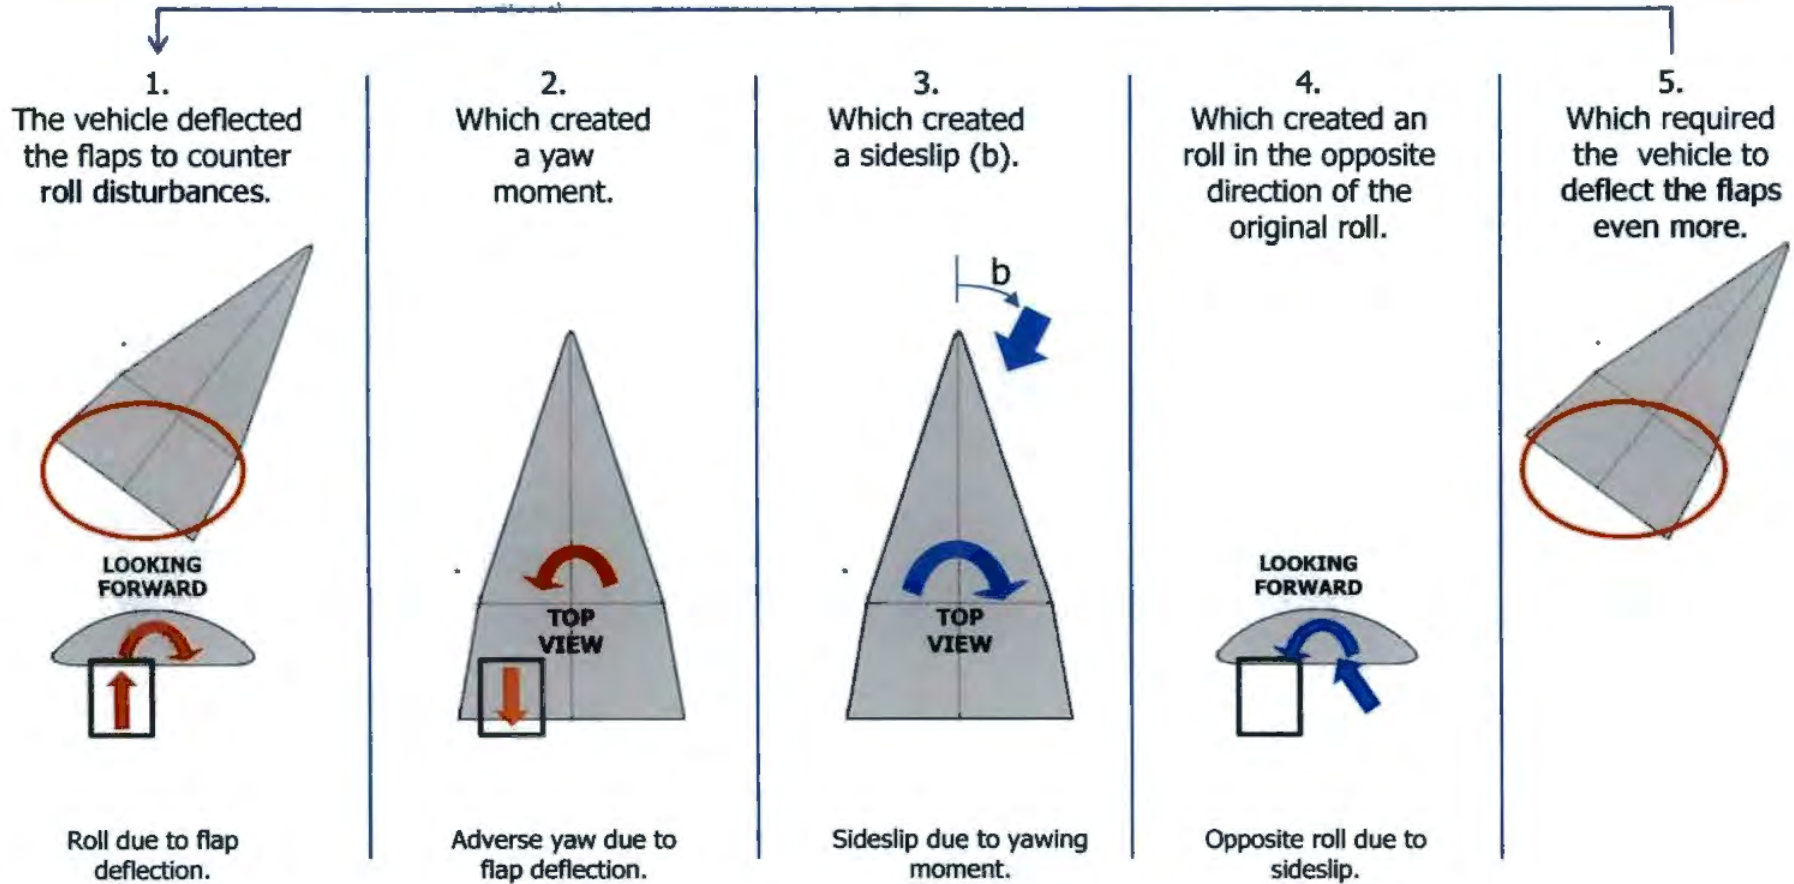 1.
The vehicle deflected
the flaps to counter
roll disturbances.
LOOKING
FORWARD
Roll due to flap
deflection.
2.
Which created
a yaw
moment.
TOP
VIEW
Adverse yaw due to
flap deflection.
3.
Which created
a sideslip (b).
b
TOP
VIEW
Sideslip due to yawing
moment.
4.
Which created an
roll in the opposite
direction of the
original roll.
LOOKING
FORWARD
Opposite roll due to
sideslip.
5.
Which required
the vehicle to
deflect the flaps
even more.